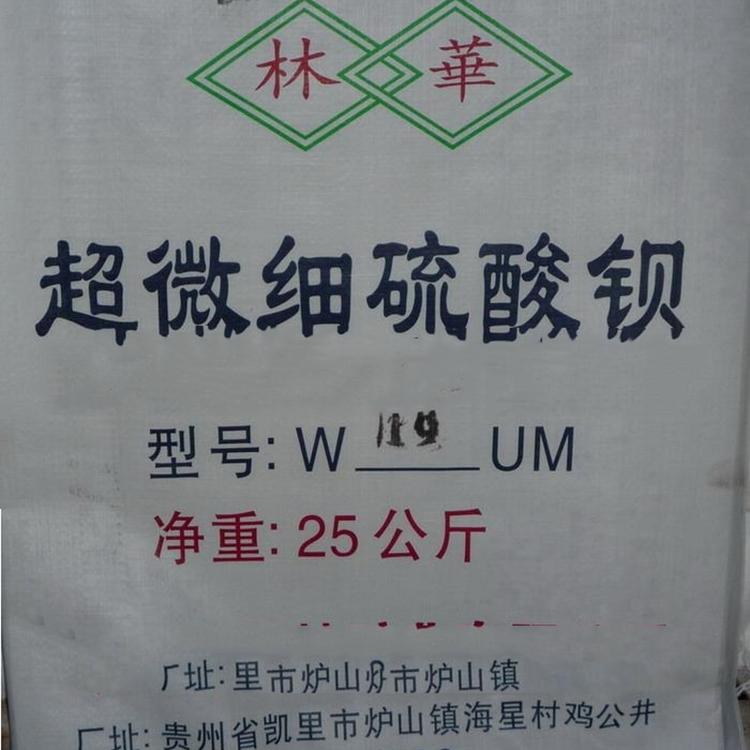 林 華
超微细硫酸钡
型号: W 119 UM
净重: 25 公斤
厂址: 里市炉山 市炉山镇
厂址: 贵州省凯里市炉山镇海星村鸡公井